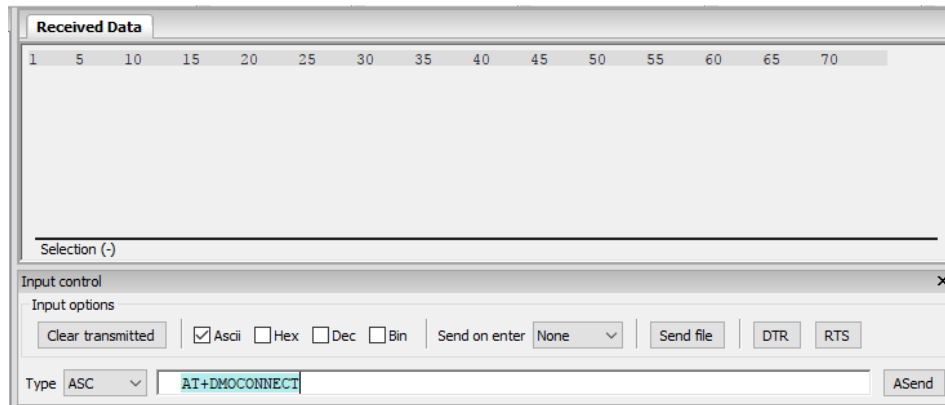 Received Data
1 5 10 15 20 25 30 35 40 45 50 55 60 65 70
Selection (-)
Input control
Input options
Clear transmitted Ascii Hex Dec Bin Send on enter None Send file DTR RTS
Type ASC AT+DMOCONNECT ASend